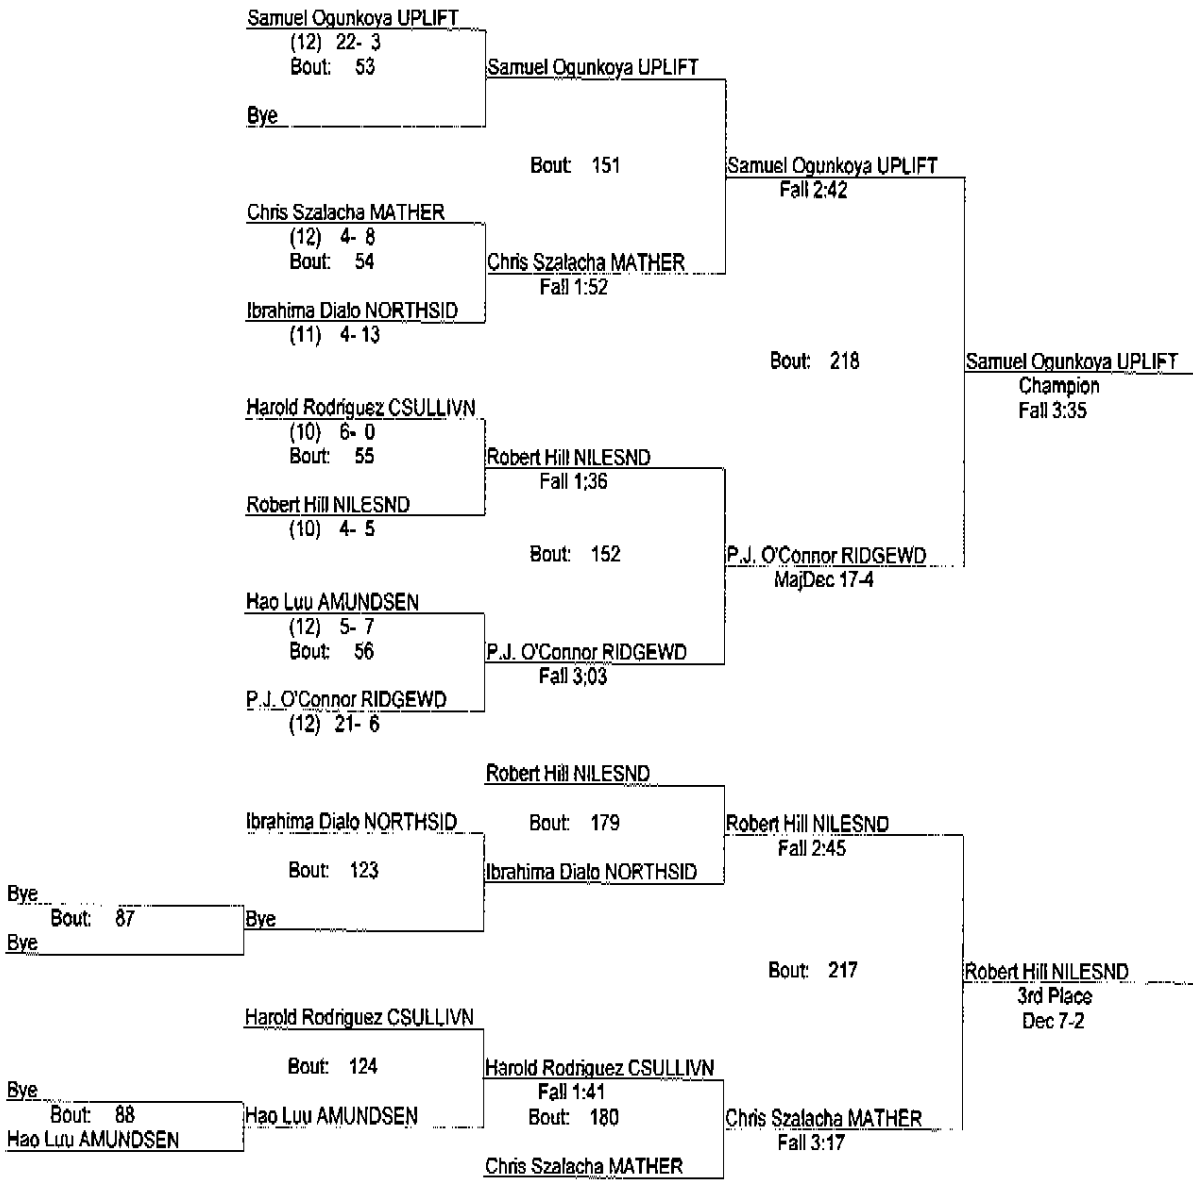 Samuel Ogunkoya UPLIFT
(12) 22- 3
Bout: 53
Samuel Ogunkoya UPLIFT
Bye
Bout: 151
Samuel Ogunkoya UPLIFT
Fall 2:42
Chris Szalacha MATHER
(12) 4- 8
Bout: 54
Chris Szalacha MATHER
Fall 1:52
Ibrahima Dialo NORTHSID
(11) 4- 13
Bout: 218
Samuel Ogunkoya UPLIFT
Champion
Fall 3:35
Harold Rodriguez CSULLIVN
(10) 6- 0
Bout: 55
Robert Hill NILESND
Fall 1:36
Robert Hill NILESND
(10) 4- 5
Bout: 152
P.J. O'Connor RIDGEWD
MajDec 17-4
Hao Luu AMUNDSEN
(12) 5- 7
Bout: 56
P.J. O'Connor RIDGEWD
Fall 3:03
P.J. O'Connor RIDGEWD
(12) 21- 6
Robert Hill NILESND
Ibrahima Dialo NORTHSID
Bout: 179
Robert Hill NILESND
Fall 2:45
Bout: 123
Ibrahima Dialo NORTHSID
Bye
Bout: 87
Bye
Bye
Bout: 217
Robert Hill NILESND
3rd Place
Dec 7-2
Harold Rodriguez CSULLIVN
Bout: 124
Harold Rodriguez CSULLIVN
Fall 1:41
Bye
Bout: 88
Hao Luu AMUNDSEN
Bout: 180
Chris Szalacha MATHER
Fall 3:17
Hao Luu AMUNDSEN
Chris Szalacha MATHER